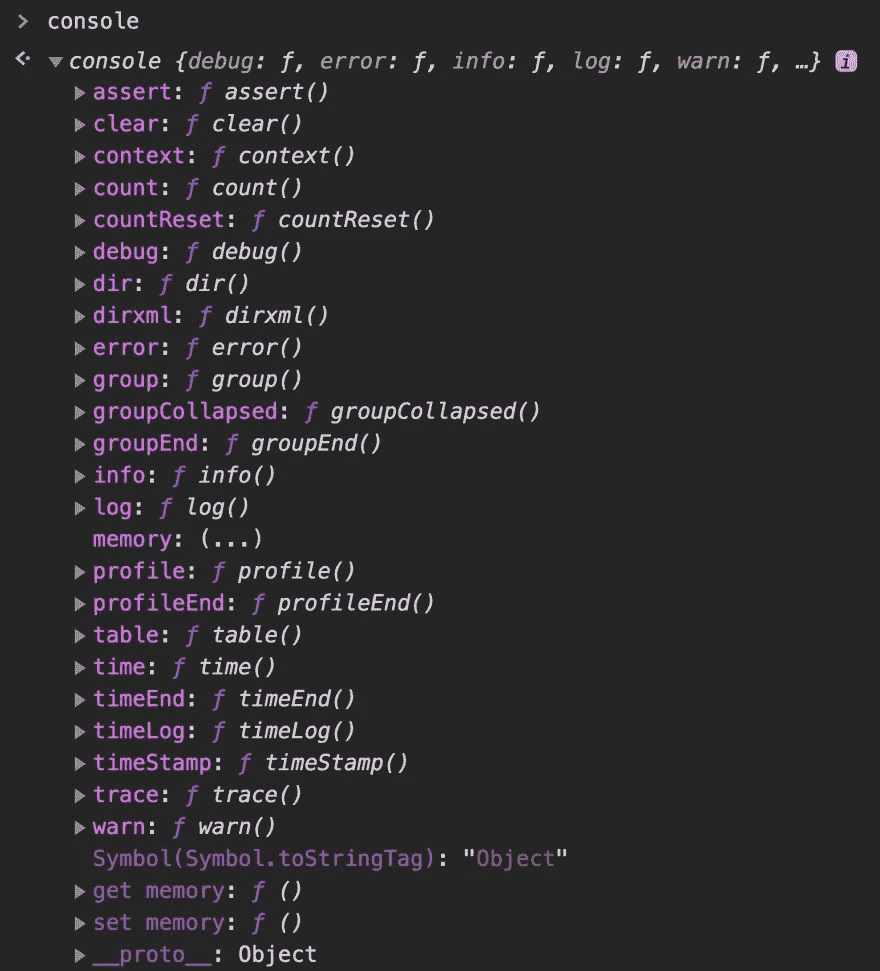 > console
console {debug: ƒ, error: ƒ, info: ƒ, log: ƒ, warn: ƒ, …} i
assert: ƒ assert()
clear: ƒ clear()
context: ƒ context()
count: ƒ count()
countReset: ƒ countReset()
debug: ƒ debug()
dir: ƒ dir()
dirxml: ƒ dirxml()
error: ƒ error()
group: ƒ group()
groupCollapsed: ƒ groupCollapsed()
groupEnd: ƒ groupEnd()
info: ƒ info()
log: ƒ log()
memory: (...)
profile: ƒ profile()
profileEnd: ƒ profileEnd()
table: ƒ table()
time: ƒ time()
timeEnd: ƒ timeEnd()
timeLog: ƒ timeLog()
timeStamp: ƒ timeStamp()
trace: ƒ trace()
warn: ƒ warn()
Symbol(Symbol.toStringTag): "Object"
get memory: ƒ ()
set memory: ƒ ()
__proto__: Object